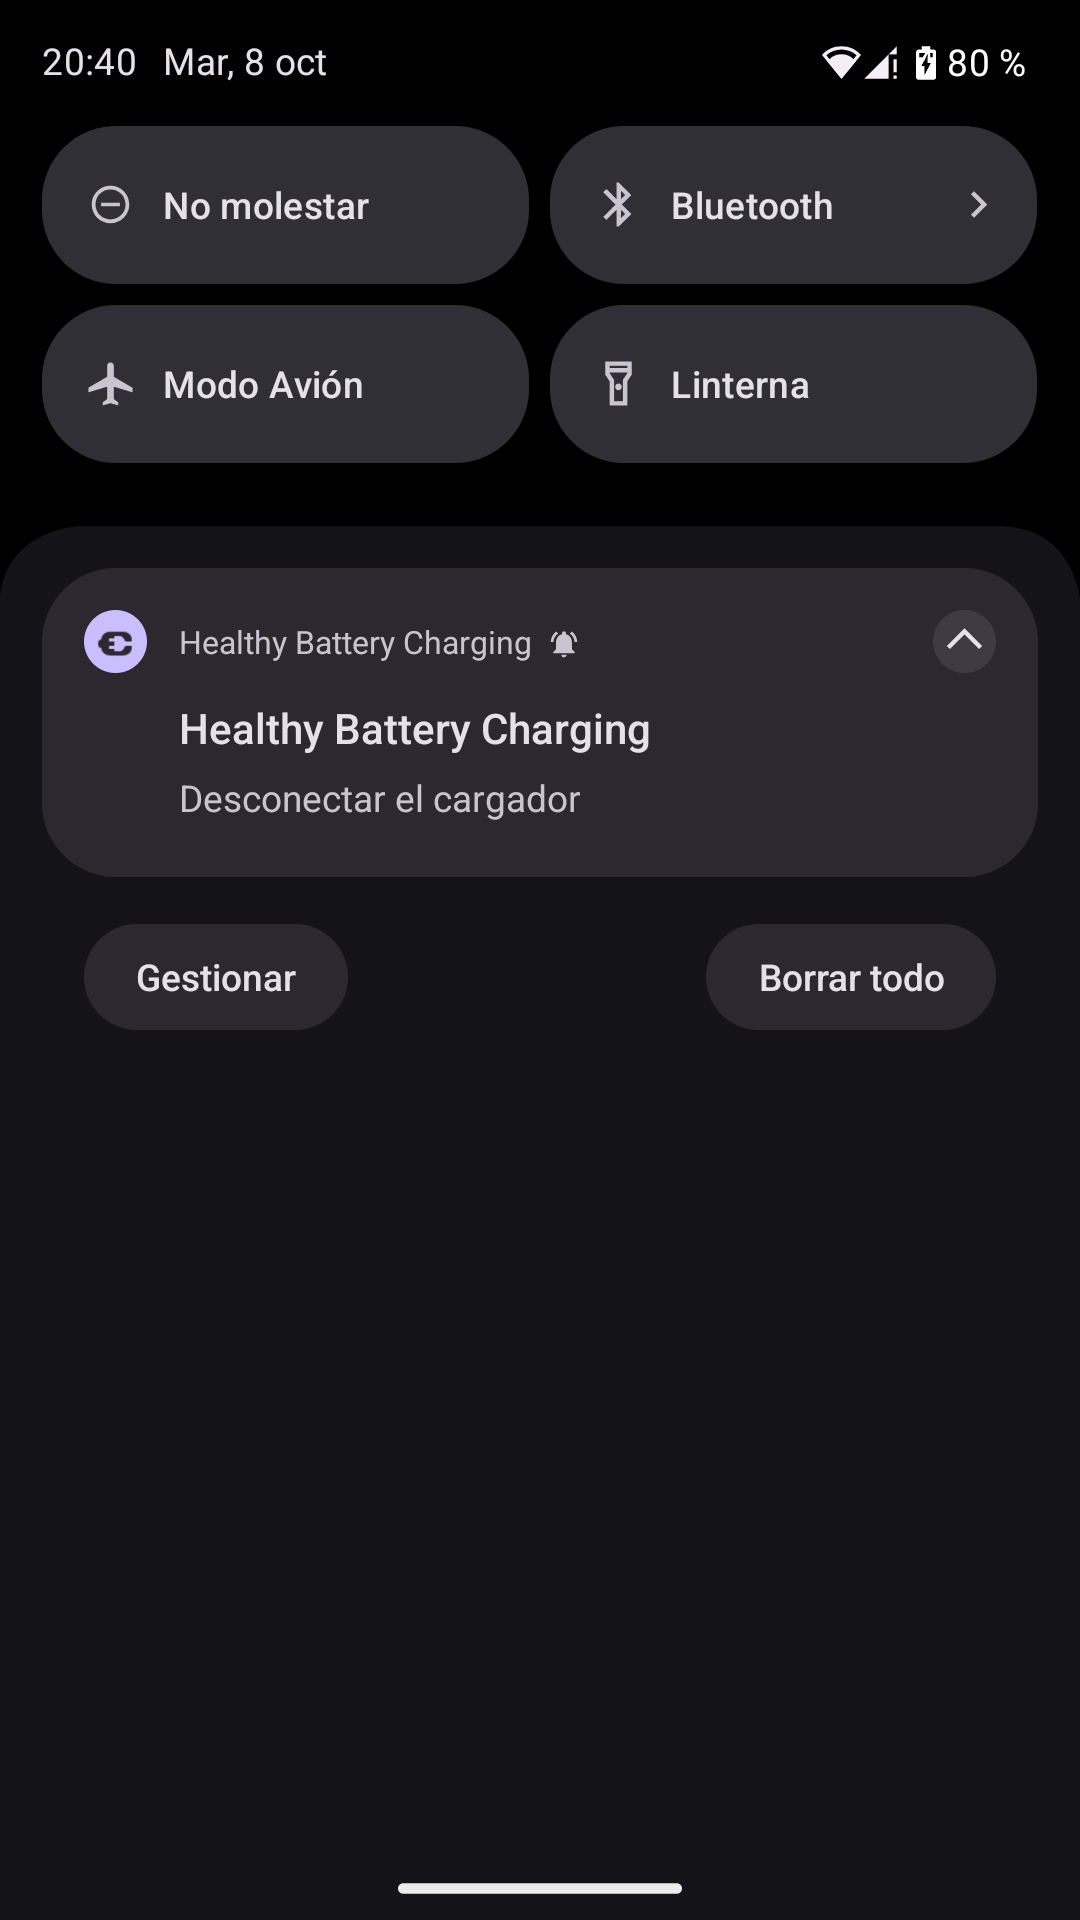 20:40 Mar, 8 oct 80 %
No molestar Bluetooth
Modo Avión Linterna
Healthy Battery Charging
Healthy Battery Charging
Desconectar el cargador
Gestionar Borrar todo